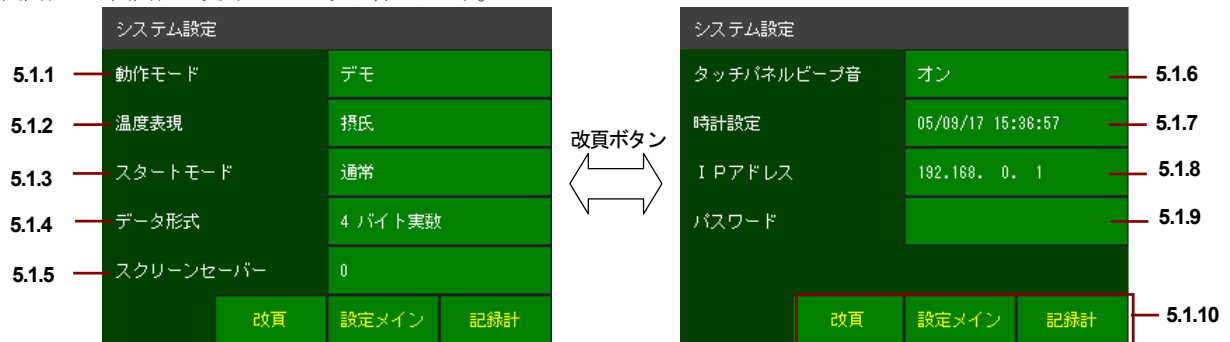 システム設定
5.1.1 動作モード デモ
5.1.2 温度表現 摂氏
5.1.3 スタートモード 通常
5.1.4 データ形式 4 バイト実数
5.1.5 スクリーンセーバー 0
改頁 設定メイン 記録計
改頁ボタン
システム設定
タッチパネルビープ音 オン 5.1.6
時計設定 05/09/17 15:36:57 5.1.7
IPアドレス 192.168. 0. 1 5.1.8
パスワード 5.1.9
改頁 設定メイン 記録計 5.1.10